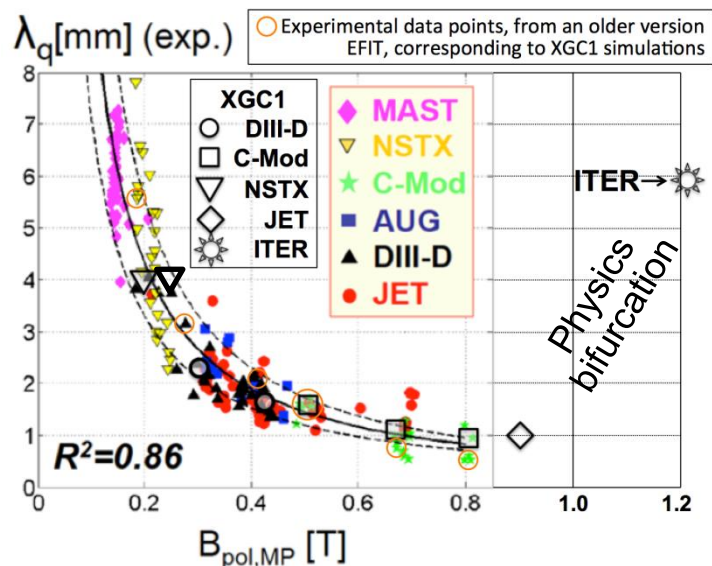 λq[mm] (exp.)
Experimental data points, from an older version
EFIT, corresponding to XGC1 simulations
8
7
6
5
4
3
2
1
0
XGC1
DIII-D
C-Mod
NSTX
JET
ITER
MAST
NSTX
C-Mod
AUG
DIII-D
JET
ITER→
Physics
bifurcation
R²=0.86
0
0.2
0.4
0.6
0.8
1.0
1.2
Bpol,MP [T]